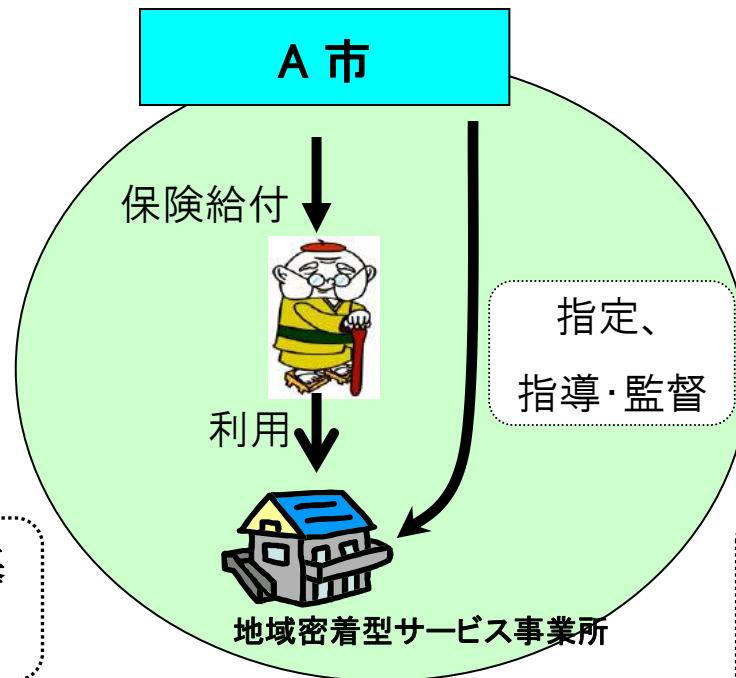 A 市
保険給付
指定、
指導・監督
利用
地域密着型サービス事業所